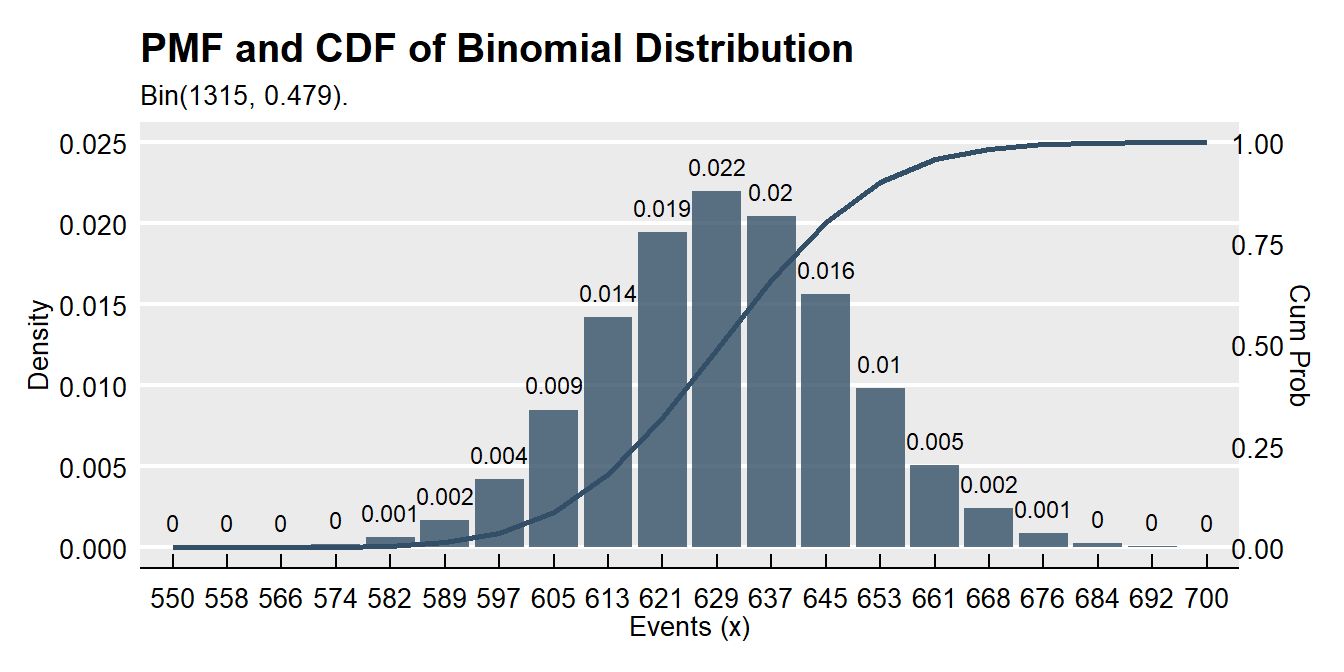 PMF and CDF of Binomial Distribution
Bin(1315, 0.479).
0.025
0.020
0.015
0.010
0.005
0.000
Density
0 0 0 0 0.001 0.002 0.004 0.009 0.014 0.019 0.022 0.02 0.016 0.01 0.005 0.002 0.001 0 0 0
1.00
0.75
0.50
0.25
0.00
Cum Prob
550 558 566 574 582 589 597 605 613 621 629 637 645 653 661 668 676 684 692 700
Events (x)